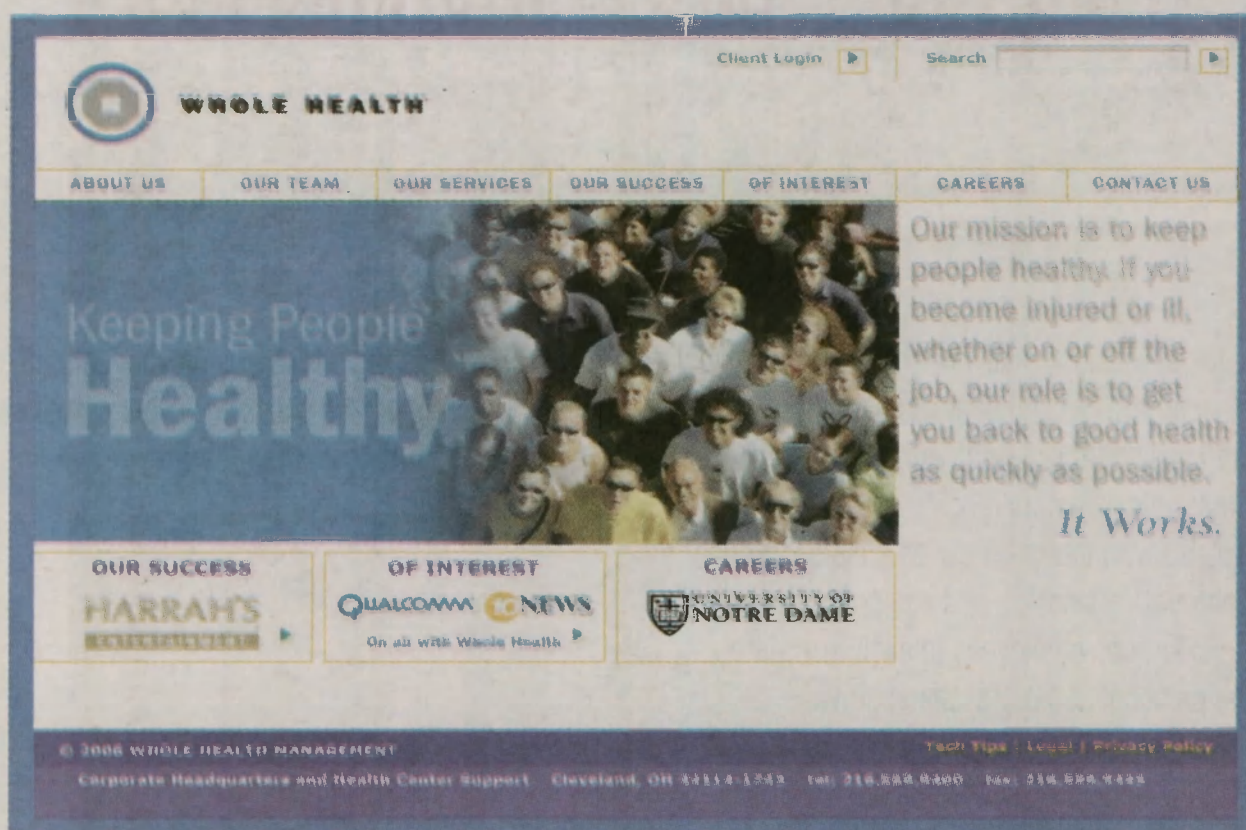 Client Login
Search
WHOLE HEALTH
ABOUT US
OUR TEAM
OUR SERVICES
OUR SUCCESS
OF INTEREST
CAREERS
CONTACT US
Keeping People
Healthy.
Our mission is to keep
people healthy. If you
become injured or ill,
whether on or off the
job, our role is to get
you back to good health
as quickly as possible.
It Works.
OUR SUCCESS
HARRAH'S
OF INTEREST
QUALCOMM 10 NEWS
On air with Whole Health
CAREERS
UNIVERSITY OF
NOTRE DAME
© 2006 WHOLE HEALTH MANAGEMENT
Tech Tips | Legal | Privacy Policy
Corporate Headquarters and Health Center Support Cleveland, OH